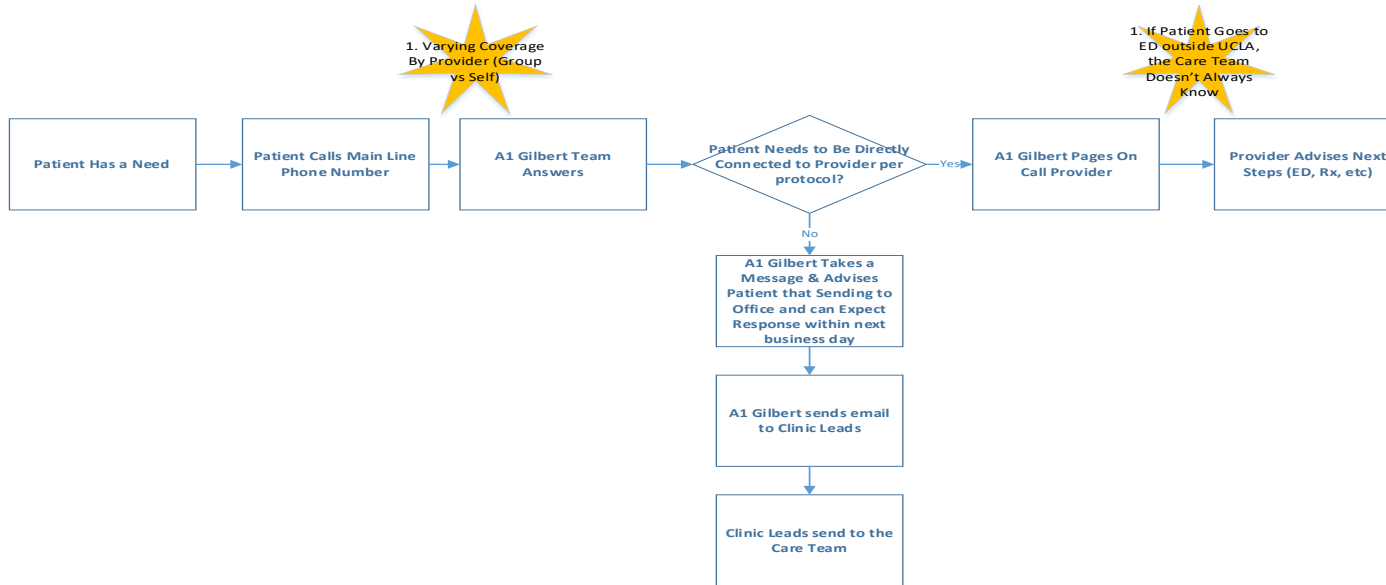 1. Varying Coverage
By Provider (Group
vs Self)
1. If Patient Goes to
ED outside UCLA,
the Care Team
Doesn't Always
Know
Patient Has a Need
Patient Calls Main Line
Phone Number
A1 Gilbert Team
Answers
Patient Needs to Be Directly
Connected to Provider per
protocol?
Yes
A1 Gilbert Pages On
Call Provider
Provider Advises Next
Steps (ED, Rx, etc)
No
A1 Gilbert Takes a
Message & Advises
Patient that Sending to
Office and can Expect
Response within next
business day
A1 Gilbert sends email
to Clinic Leads
Clinic Leads send to the
Care Team